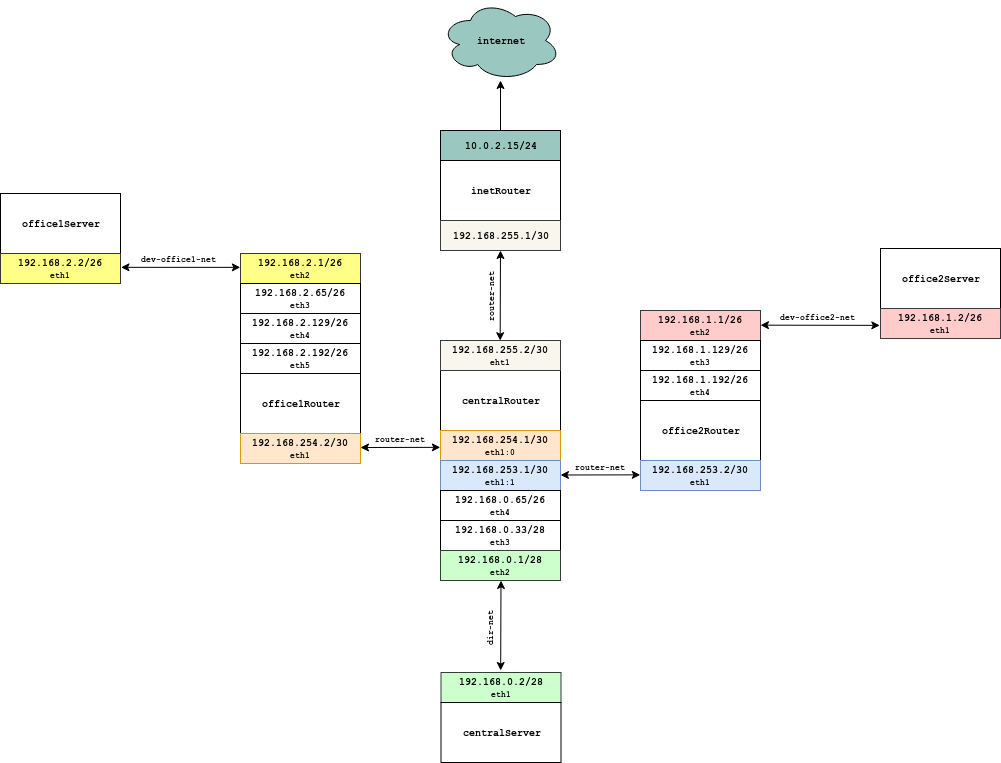 internet
10.0.2.15/24
inetRouter
192.168.255.1/30
router-net
office1Server
192.168.2.2/26
eth1
dev-office1-net
192.168.2.1/26
eth2
192.168.2.65/26
eth3
192.168.2.129/26
eth4
192.168.2.192/26
eth5
office1Router
192.168.254.2/30
eth1
router-net
192.168.255.2/30
eht1
centralRouter
192.168.254.1/30
eth1:0
192.168.253.1/30
eth1:1
192.168.0.65/26
eth4
192.168.0.33/28
eth3
192.168.0.1/28
eth2
router-net
192.168.1.1/26
eth2
192.168.1.129/26
eth3
192.168.1.192/26
eth4
office2Router
192.168.253.2/30
eth1
dev-office2-net
office2Server
192.168.1.2/26
eth1
dir-net
192.168.0.2/28
eth1
centralServer